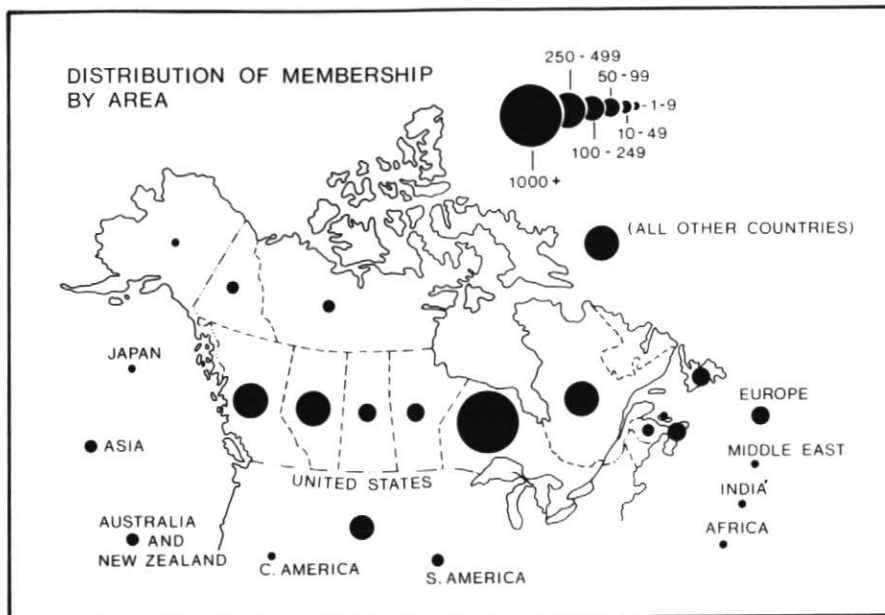 DISTRIBUTION OF MEMBERSHIP
BY AREA
250 - 499
50 - 99
1 - 9
10 - 49
100 - 249
1000 +
(ALL OTHER COUNTRIES)
JAPAN
EUROPE
ASIA
MIDDLE EAST
UNITED STATES
INDIA
AUSTRALIA
AND
NEW ZEALAND
AFRICA
C. AMERICA
S. AMERICA